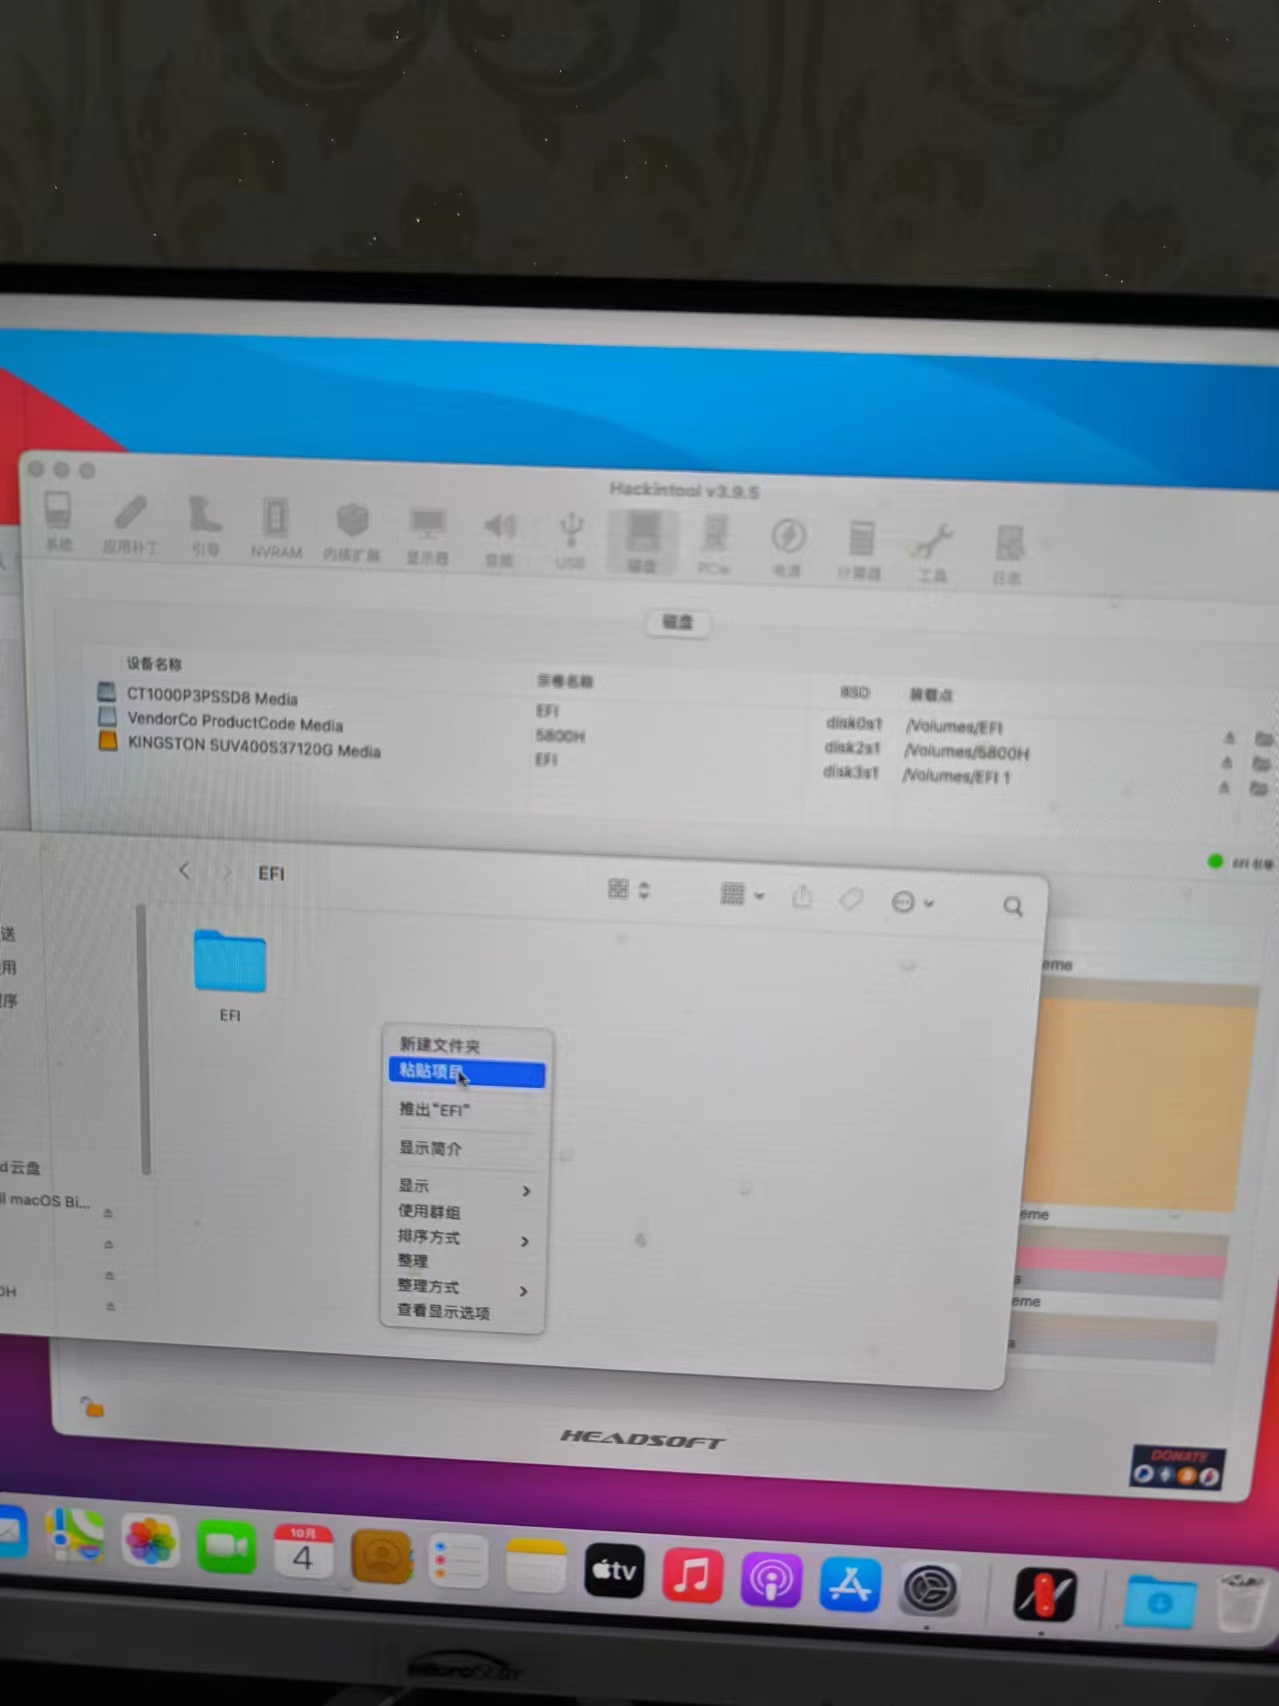 Hackintool v3.9.5
系统 应用补丁 引导 NVRAM 内核扩展 显示器 音频 USB 磁盘 PCIe 电源 计算器 工具 日志
磁盘
设备名称 宗卷名称 BSD 装载点
CT1000P3PSSD8 Media EFI disk0s1 /Volumes/EFI
VendorCo ProductCode Media 5800H disk2s1 /Volumes/5800H
KINGSTON SUV400S37120G Media EFI disk3s1 /Volumes/EFI 1
EFI 引导
EFI
送
用
序
EFI
eme
新建文件夹
粘贴项目
推出“EFI”
显示简介
显示
使用群组
排序方式
整理
整理方式
查看显示选项
d云盘
ll macOS Bi...
0H
eme
eme
HEADSOFT
DONATE
10月
4
tv